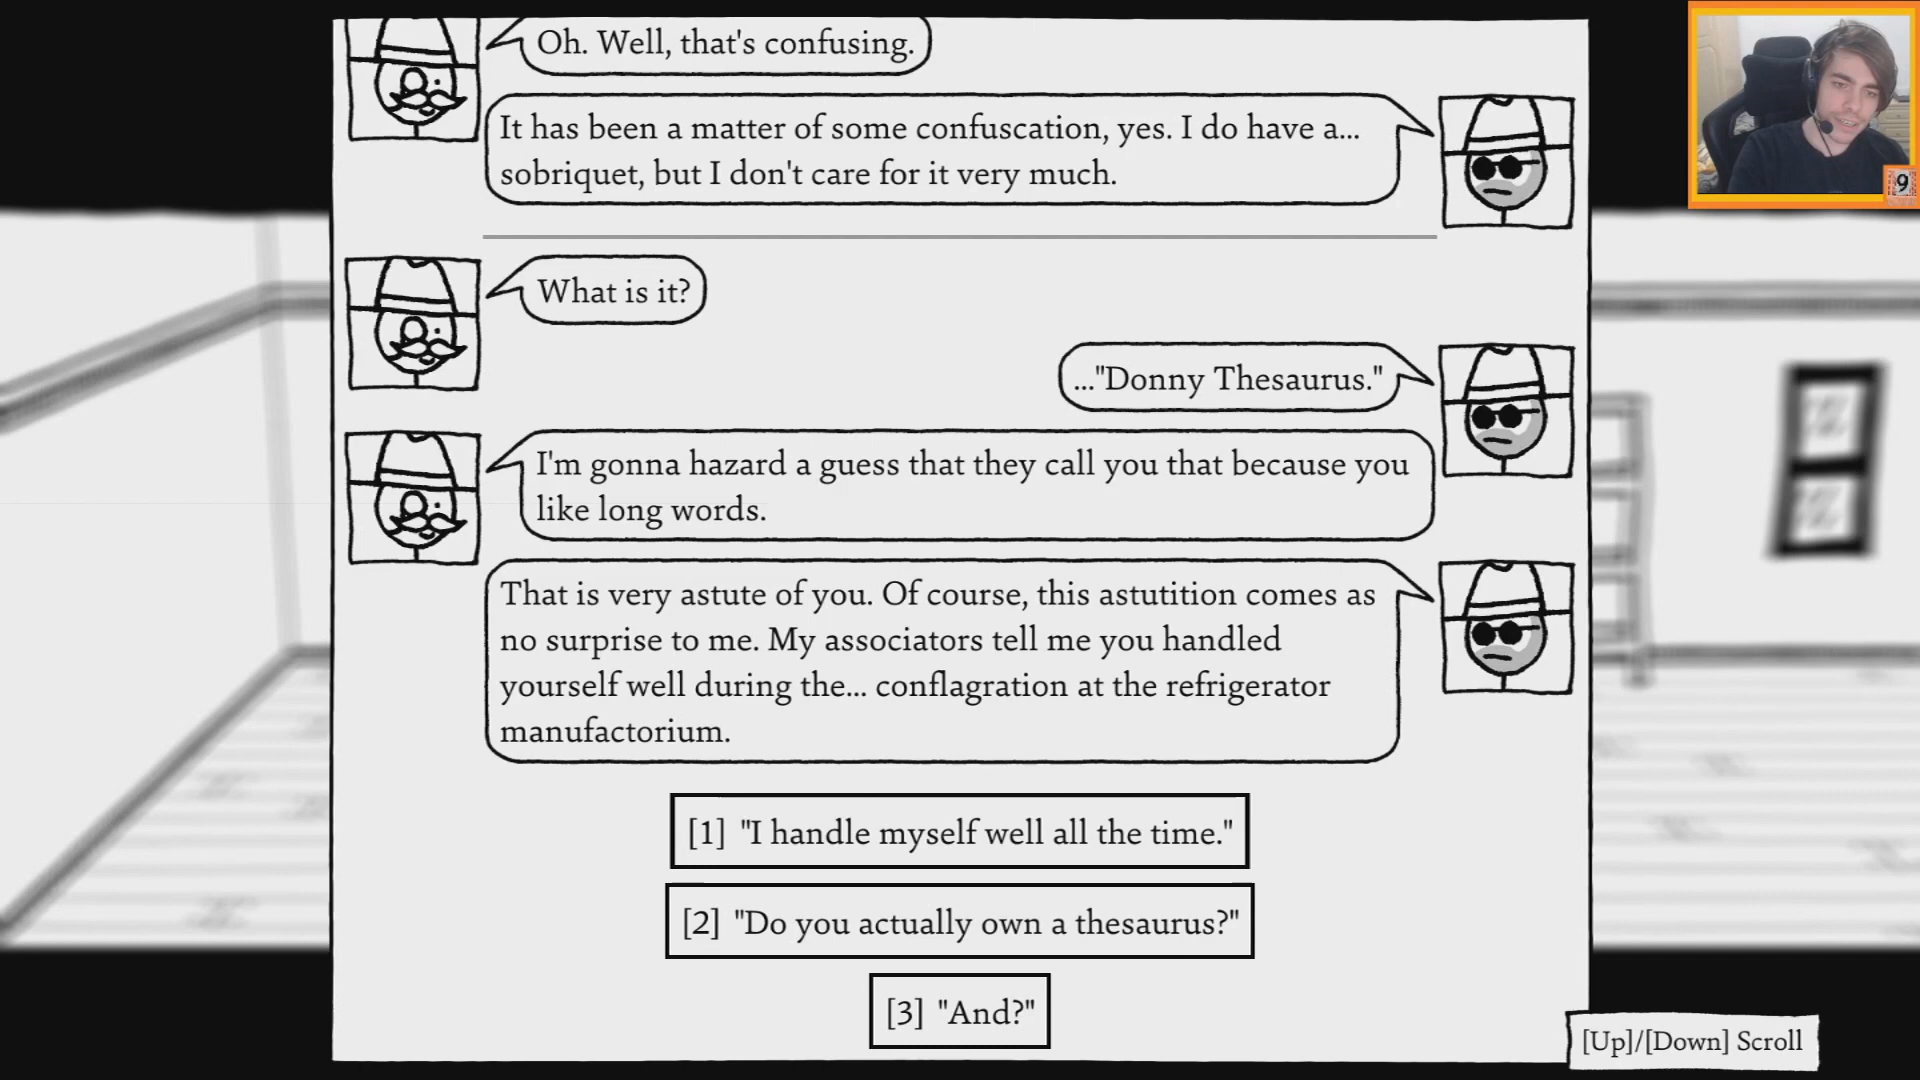 Oh. Well, that's confusing.
It has been a matter of some confuscation, yes. I do have a...
sobriquet, but I don't care for it very much.
What is it?
..."Donny Thesaurus."
I'm gonna hazard a guess that they call you that because you
like long words.
That is very astute of you. Of course, this astutition comes as
no surprise to me. My associators tell me you handled
yourself well during the... conflagration at the refrigerator
manufactorium.
[1] "I handle myself well all the time."
[2] "Do you actually own a thesaurus?"
[3] "And?"
[Up]/[Down] Scroll
9